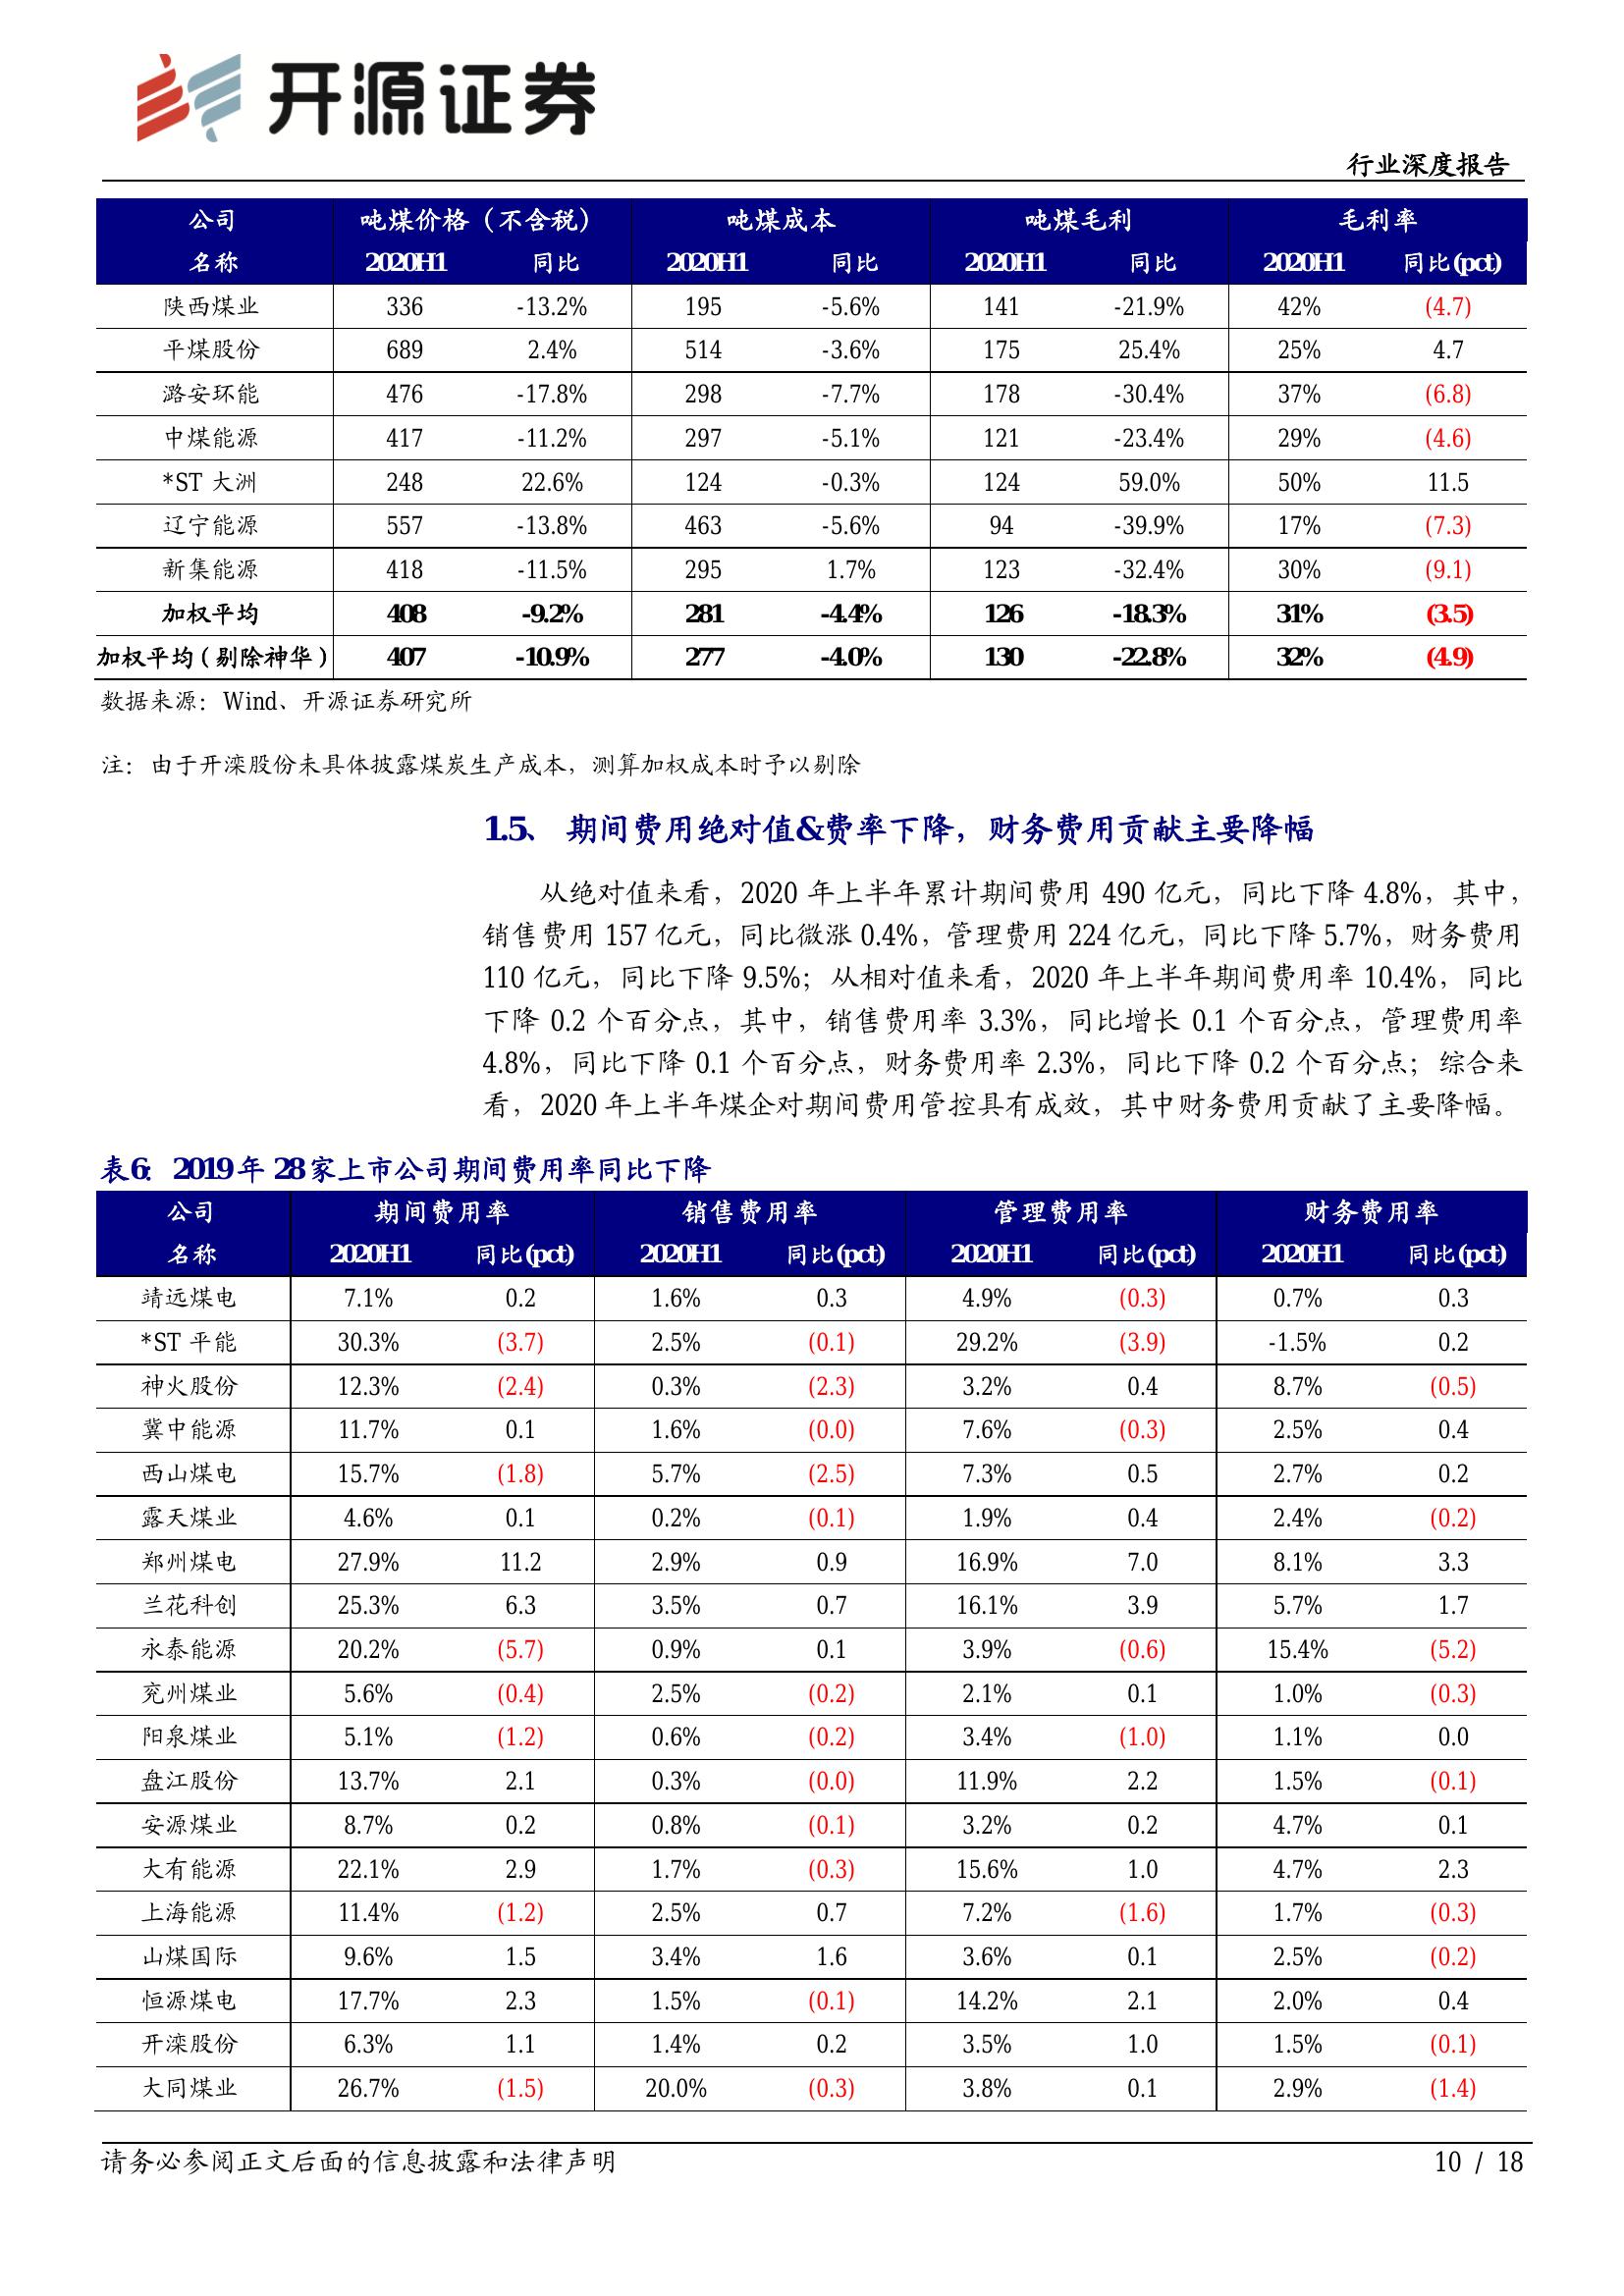 开源证券
行业深度报告
公司 吨煤价格（不含税） 吨煤成本 吨煤毛利 毛利率
名称 2020H1 同比 2020H1 同比 2020H1 同比 2020H1 同比(pct)
陕西煤业 336 -13.2% 195 -5.6% 141 -21.9% 42% (4.7)
平煤股份 689 2.4% 514 -3.6% 175 25.4% 25% 4.7
潞安环能 476 -17.8% 298 -7.7% 178 -30.4% 37% (6.8)
中煤能源 417 -11.2% 297 -5.1% 121 -23.4% 29% (4.6)
*ST 大洲 248 22.6% 124 -0.3% 124 59.0% 50% 11.5
辽宁能源 557 -13.8% 463 -5.6% 94 -39.9% 17% (7.3)
新集能源 418 -11.5% 295 1.7% 123 -32.4% 30% (9.1)
加权平均 408 -9.2% 281 -4.4% 126 -18.3% 31% (3.5)
加权平均（剔除神华） 407 -10.9% 277 -4.0% 130 -22.8% 32% (4.9)
数据来源：Wind、开源证券研究所
注：由于开滦股份未具体披露煤炭生产成本，测算加权成本时予以剔除
1.5、 期间费用绝对值&费率下降，财务费用贡献主要降幅
从绝对值来看，2020 年上半年累计期间费用 490 亿元，同比下降 4.8%，其中，
销售费用 157 亿元，同比微涨 0.4%，管理费用 224 亿元，同比下降 5.7%，财务费用
110 亿元，同比下降 9.5%；从相对值来看，2020 年上半年期间费用率 10.4%，同比
下降 0.2 个百分点，其中，销售费用率 3.3%，同比增长 0.1 个百分点，管理费用率
4.8%，同比下降 0.1 个百分点，财务费用率 2.3%，同比下降 0.2 个百分点；综合来
看，2020 年上半年煤企对期间费用管控具有成效，其中财务费用贡献了主要降幅。
表6： 2019 年 28 家上市公司期间费用率同比下降
公司 期间费用率 销售费用率 管理费用率 财务费用率
名称 2020H1 同比(pct) 2020H1 同比(pct) 2020H1 同比(pct) 2020H1 同比(pct)
靖远煤电 7.1% 0.2 1.6% 0.3 4.9% (0.3) 0.7% 0.3
*ST 平能 30.3% (3.7) 2.5% (0.1) 29.2% (3.9) -1.5% 0.2
神火股份 12.3% (2.4) 0.3% (2.3) 3.2% 0.4 8.7% (0.5)
冀中能源 11.7% 0.1 1.6% (0.0) 7.6% (0.3) 2.5% 0.4
西山煤电 15.7% (1.8) 5.7% (2.5) 7.3% 0.5 2.7% 0.2
露天煤业 4.6% 0.1 0.2% (0.1) 1.9% 0.4 2.4% (0.2)
郑州煤电 27.9% 11.2 2.9% 0.9 16.9% 7.0 8.1% 3.3
兰花科创 25.3% 6.3 3.5% 0.7 16.1% 3.9 5.7% 1.7
永泰能源 20.2% (5.7) 0.9% 0.1 3.9% (0.6) 15.4% (5.2)
兖州煤业 5.6% (0.4) 2.5% (0.2) 2.1% 0.1 1.0% (0.3)
阳泉煤业 5.1% (1.2) 0.6% (0.2) 3.4% (1.0) 1.1% 0.0
盘江股份 13.7% 2.1 0.3% (0.0) 11.9% 2.2 1.5% (0.1)
安源煤业 8.7% 0.2 0.8% (0.1) 3.2% 0.2 4.7% 0.1
大有能源 22.1% 2.9 1.7% (0.3) 15.6% 1.0 4.7% 2.3
上海能源 11.4% (1.2) 2.5% 0.7 7.2% (1.6) 1.7% (0.3)
山煤国际 9.6% 1.5 3.4% 1.6 3.6% 0.1 2.5% (0.2)
恒源煤电 17.7% 2.3 1.5% (0.1) 14.2% 2.1 2.0% 0.4
开滦股份 6.3% 1.1 1.4% 0.2 3.5% 1.0 1.5% (0.1)
大同煤业 26.7% (1.5) 20.0% (0.3) 3.8% 0.1 2.9% (1.4)
请务必参阅正文后面的信息披露和法律声明 10 / 18